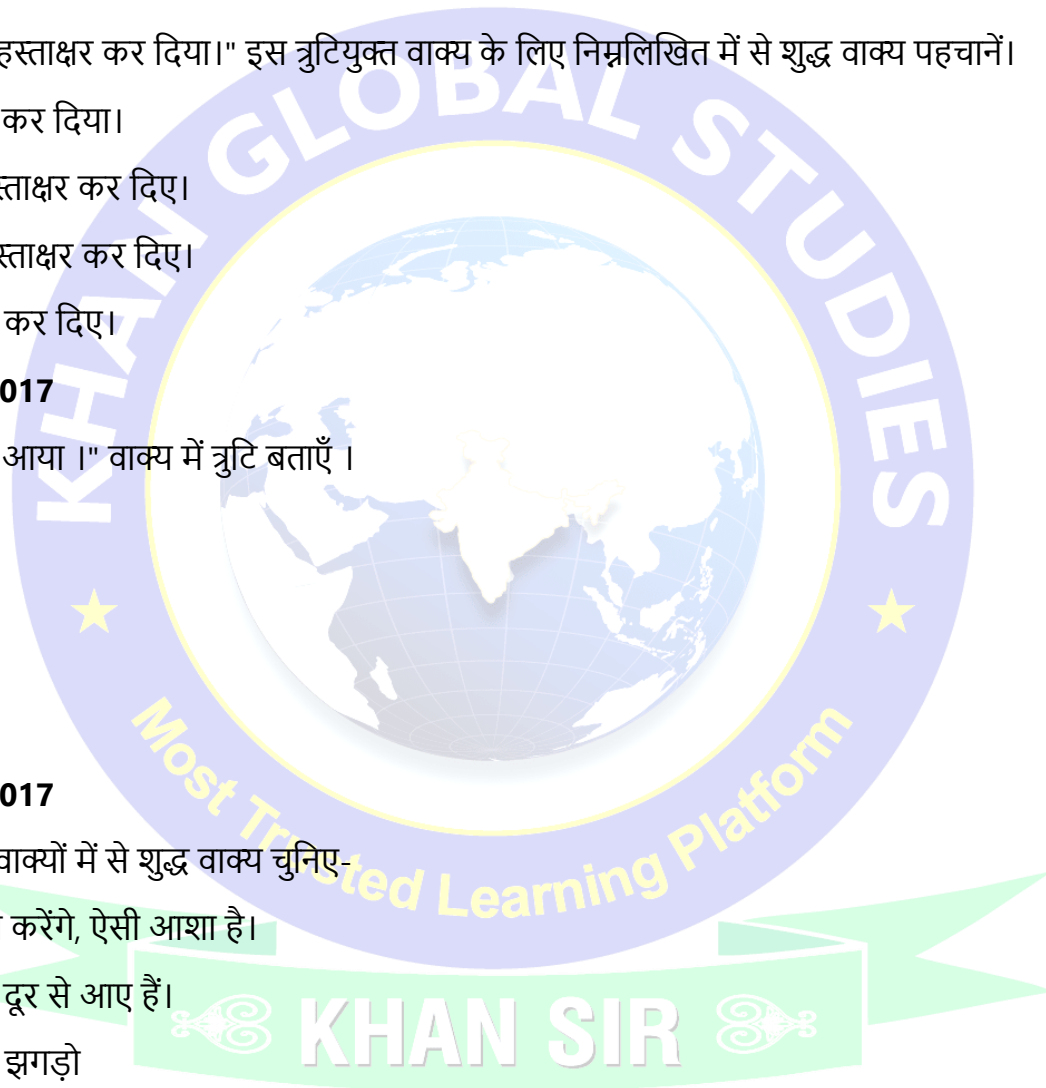 हस्ताक्षर कर दिया।" इस त्रुटियुक्त वाक्य के लिए निम्नलिखित में से शुद्ध वाक्य पहचानें।
कर दिया।
स्ताक्षर कर दिए।
स्ताक्षर कर दिए।
कर दिए।
017
आया ।" वाक्य में त्रुटि बताएँ ।
017
वाक्यों में से शुद्ध वाक्य चुनिए-
करेंगे, ऐसी आशा है।
दूर से आए हैं।
झगड़ो
KHAN GLOBAL STUDIES
Most Trusted Learning Platform
KHAN SIR